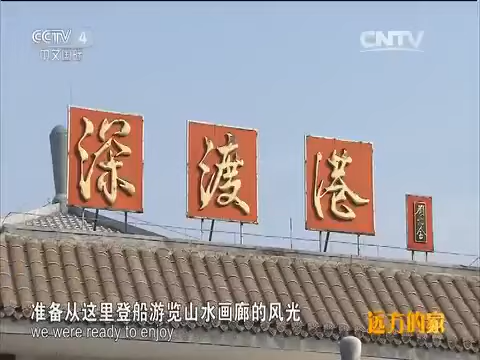 CCTV 4
中文国际
CNTV
深渡港
准备从这里登船游览山水画廊的风光
we were ready to enjoy
远方的家